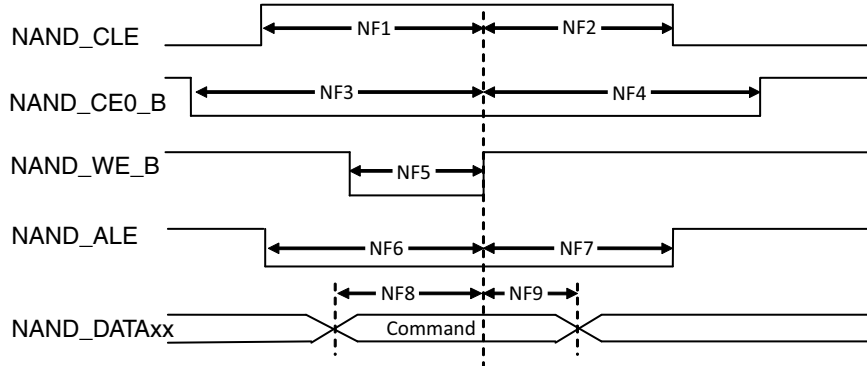 NAND_CLE
NF1
NF2
NAND_CE0_B
NF3
NF4
NAND_WE_B
NF5
NAND_ALE
NF6
NF7
NF8
NF9
NAND_DATAxx
Command